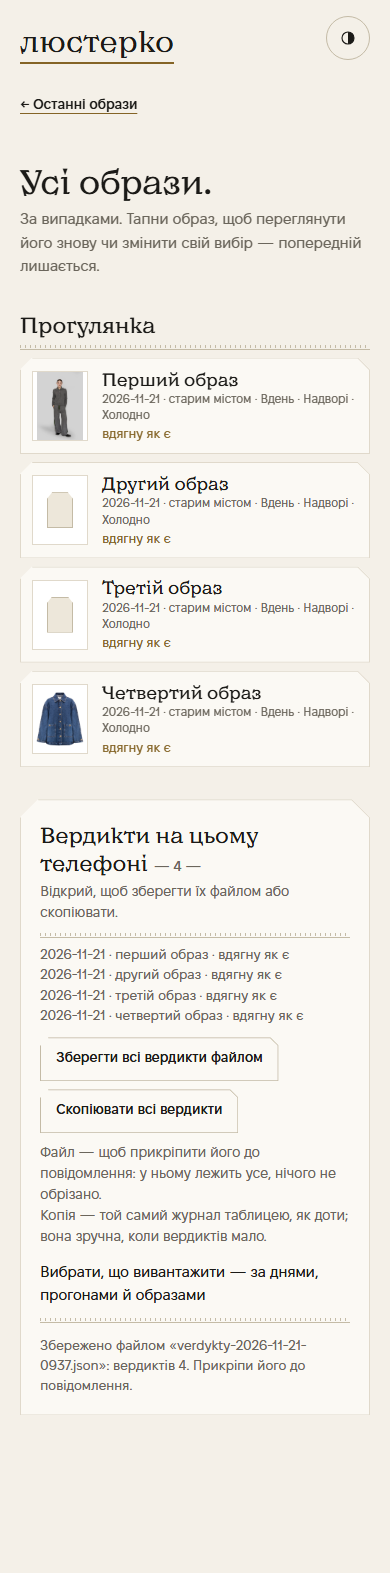 люстерко
← Останні образи
Усі образи.
За випадками. Тапни образ, щоб переглянути
його знову чи змінити свій вибір — попередній
лишається.
Прогулянка
Перший образ
2026-11-21 · старим містом · Вдень · Надворі ·
Холодно
вдягну як є
Другий образ
2026-11-21 · старим містом · Вдень · Надворі ·
Холодно
вдягну як є
Третій образ
2026-11-21 · старим містом · Вдень · Надворі ·
Холодно
вдягну як є
Четвертий образ
2026-11-21 · старим містом · Вдень · Надворі ·
Холодно
вдягну як є
Вердикти на цьому
телефоні — 4 —
Відкрий, щоб зберегти їх файлом або
скопіювати.
2026-11-21 · перший образ · вдягну як є
2026-11-21 · другий образ · вдягну як є
2026-11-21 · третій образ · вдягну як є
2026-11-21 · четвертий образ · вдягну як є
Зберегти всі вердикти файлом
Скопіювати всі вердикти
Файл — щоб прикріпити його до
повідомлення: у ньому лежить усе, нічого не
обрізано.
Копія — той самий журнал таблицею, як доти;
вона зручна, коли вердиктів мало.
Вибрати, що вивантажити — за днями,
прогонами й образами
Збережено файлом «verdykty-2026-11-21-
0937.json»: вердиктів 4. Прикріпи його до
повідомлення.